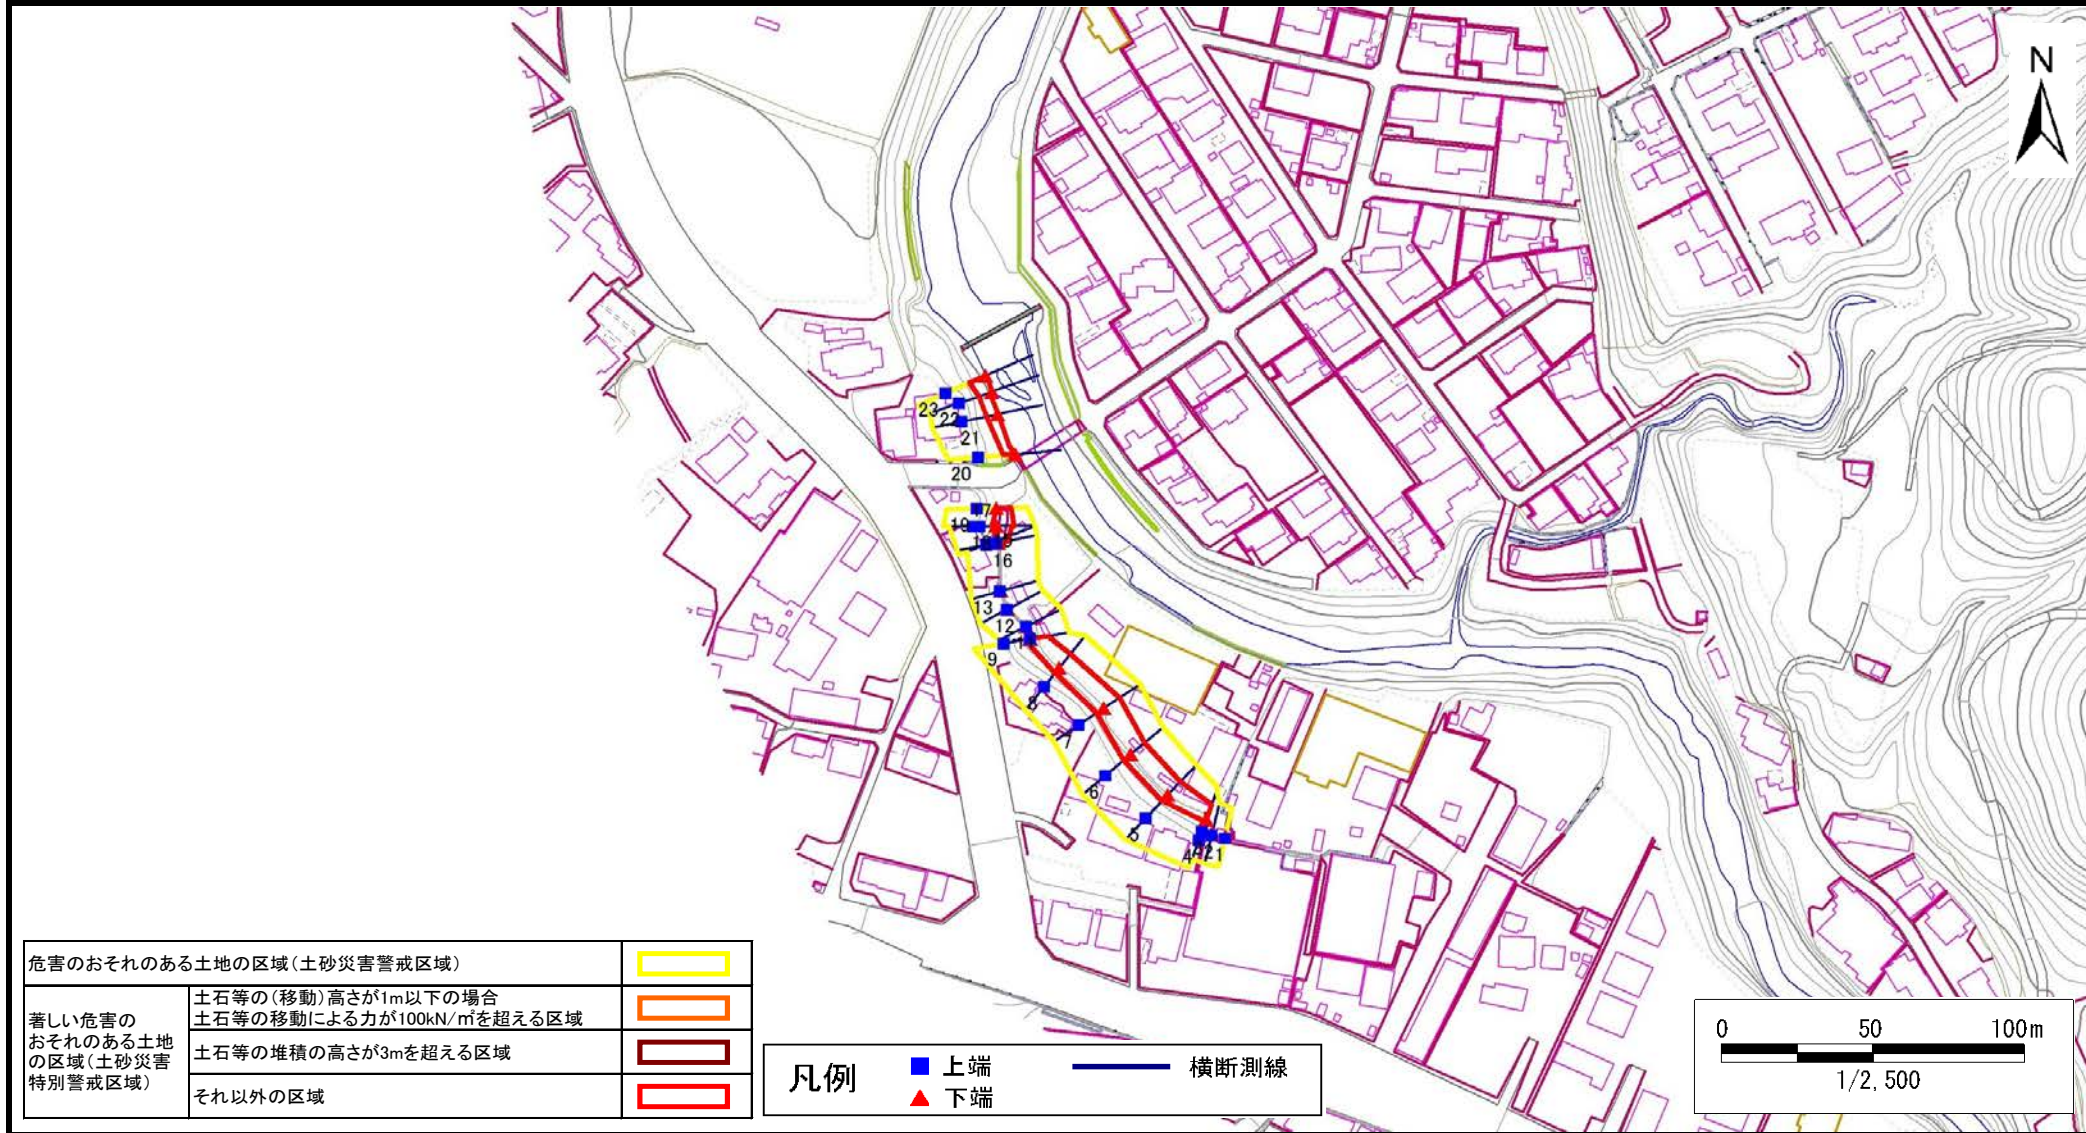 N
23
22
21
20
17
19
16
13
12
9
8
7
6
5
4
2
1
危害のおそれのある土地の区域(土砂災害警戒区域)
著しい危害の
おそれのある土地
の区域(土砂災害
特別警戒区域)
土石等の(移動)高さが1m以下の場合
土石等の移動による力が100kN/㎡を超える区域
土石等の堆積の高さが3mを超える区域
それ以外の区域
凡例
上端
下端
横断測線
0 50 100m
1/2,500